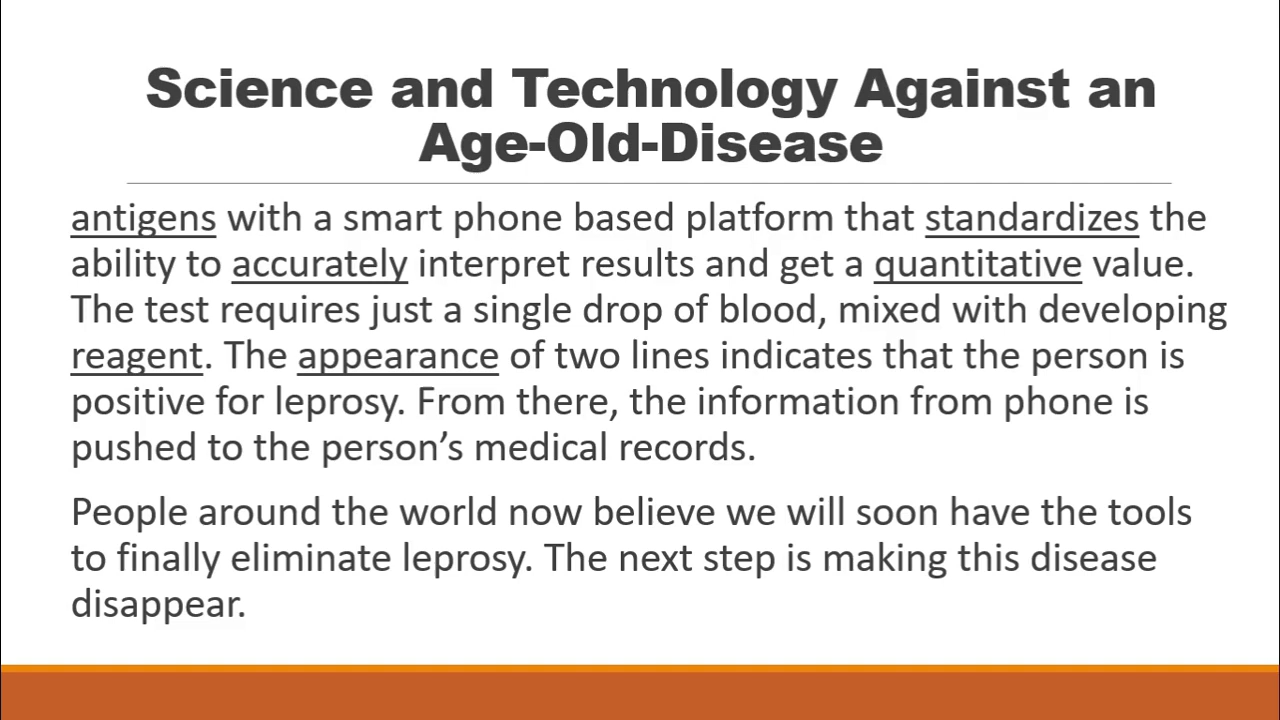 Science and Technology Against an
Age-Old-Disease
antigens with a smart phone based platform that standardizes the
ability to accurately interpret results and get a quantitative value.
The test requires just a single drop of blood, mixed with developing
reagent. The appearance of two lines indicates that the person is
positive for leprosy. From there, the information from phone is
pushed to the person’s medical records.
People around the world now believe we will soon have the tools
to finally eliminate leprosy. The next step is making this disease
disappear.